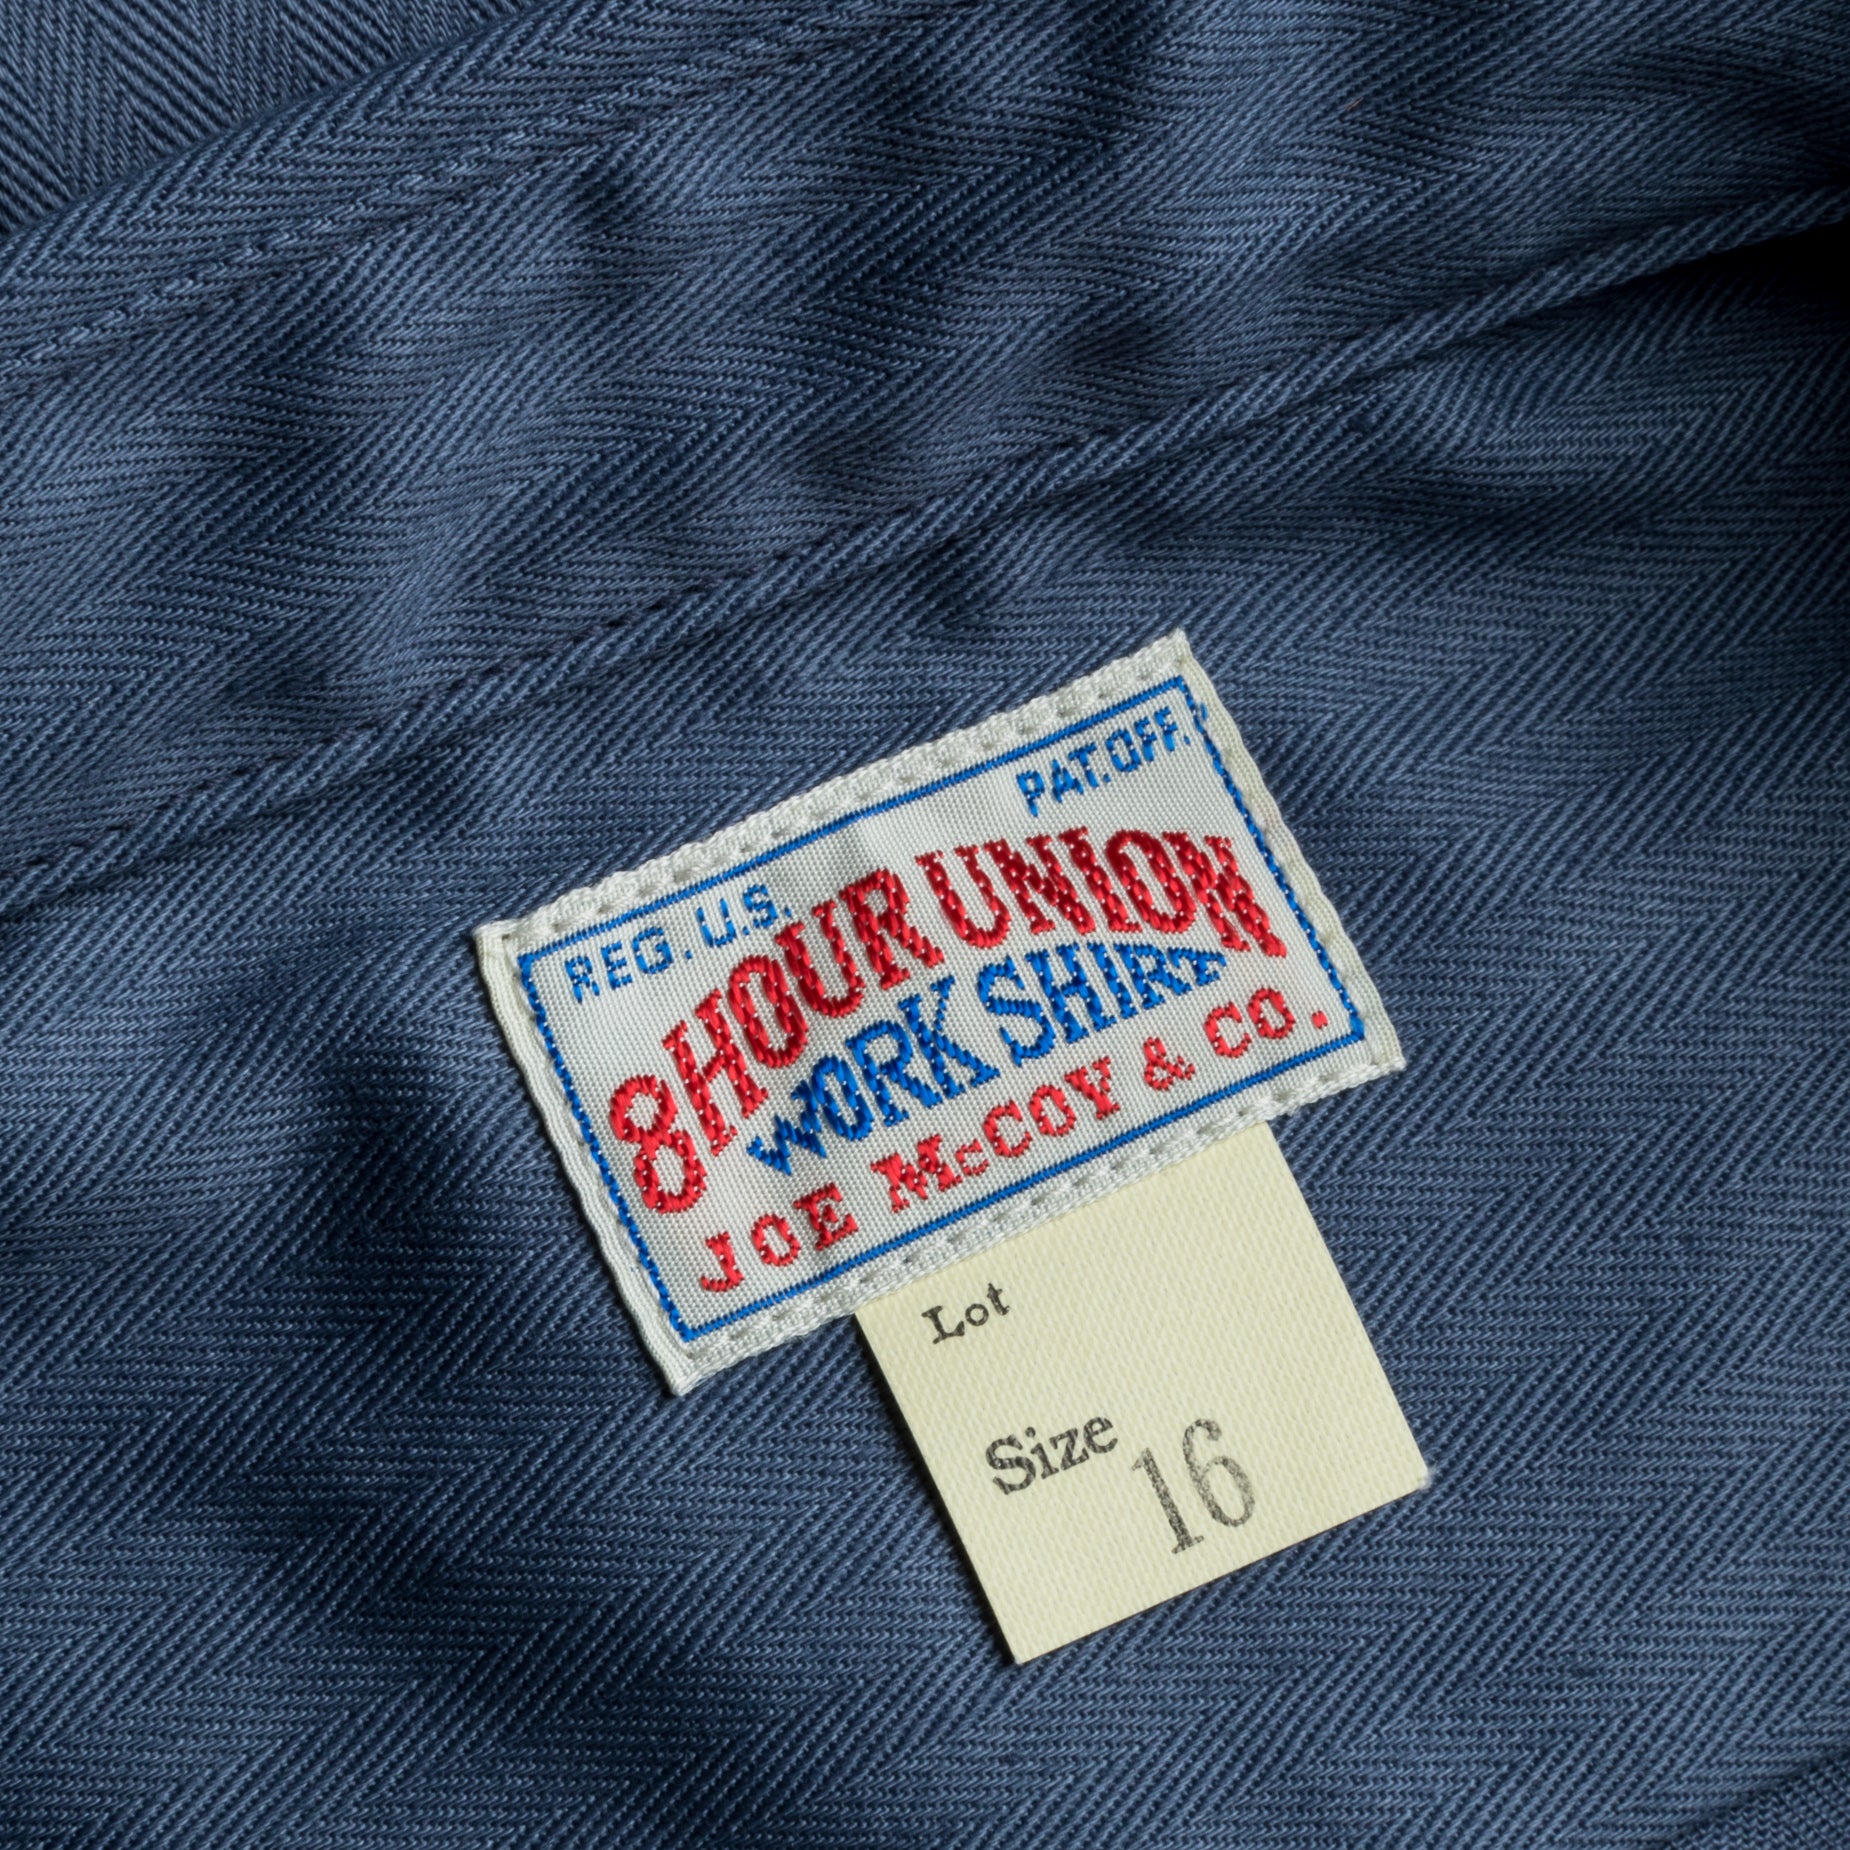 REG. U.S. PAT. OFF.
8 HOUR UNION
WORK SHIRT
JOE McCOY & CO.
Lot
Size 16